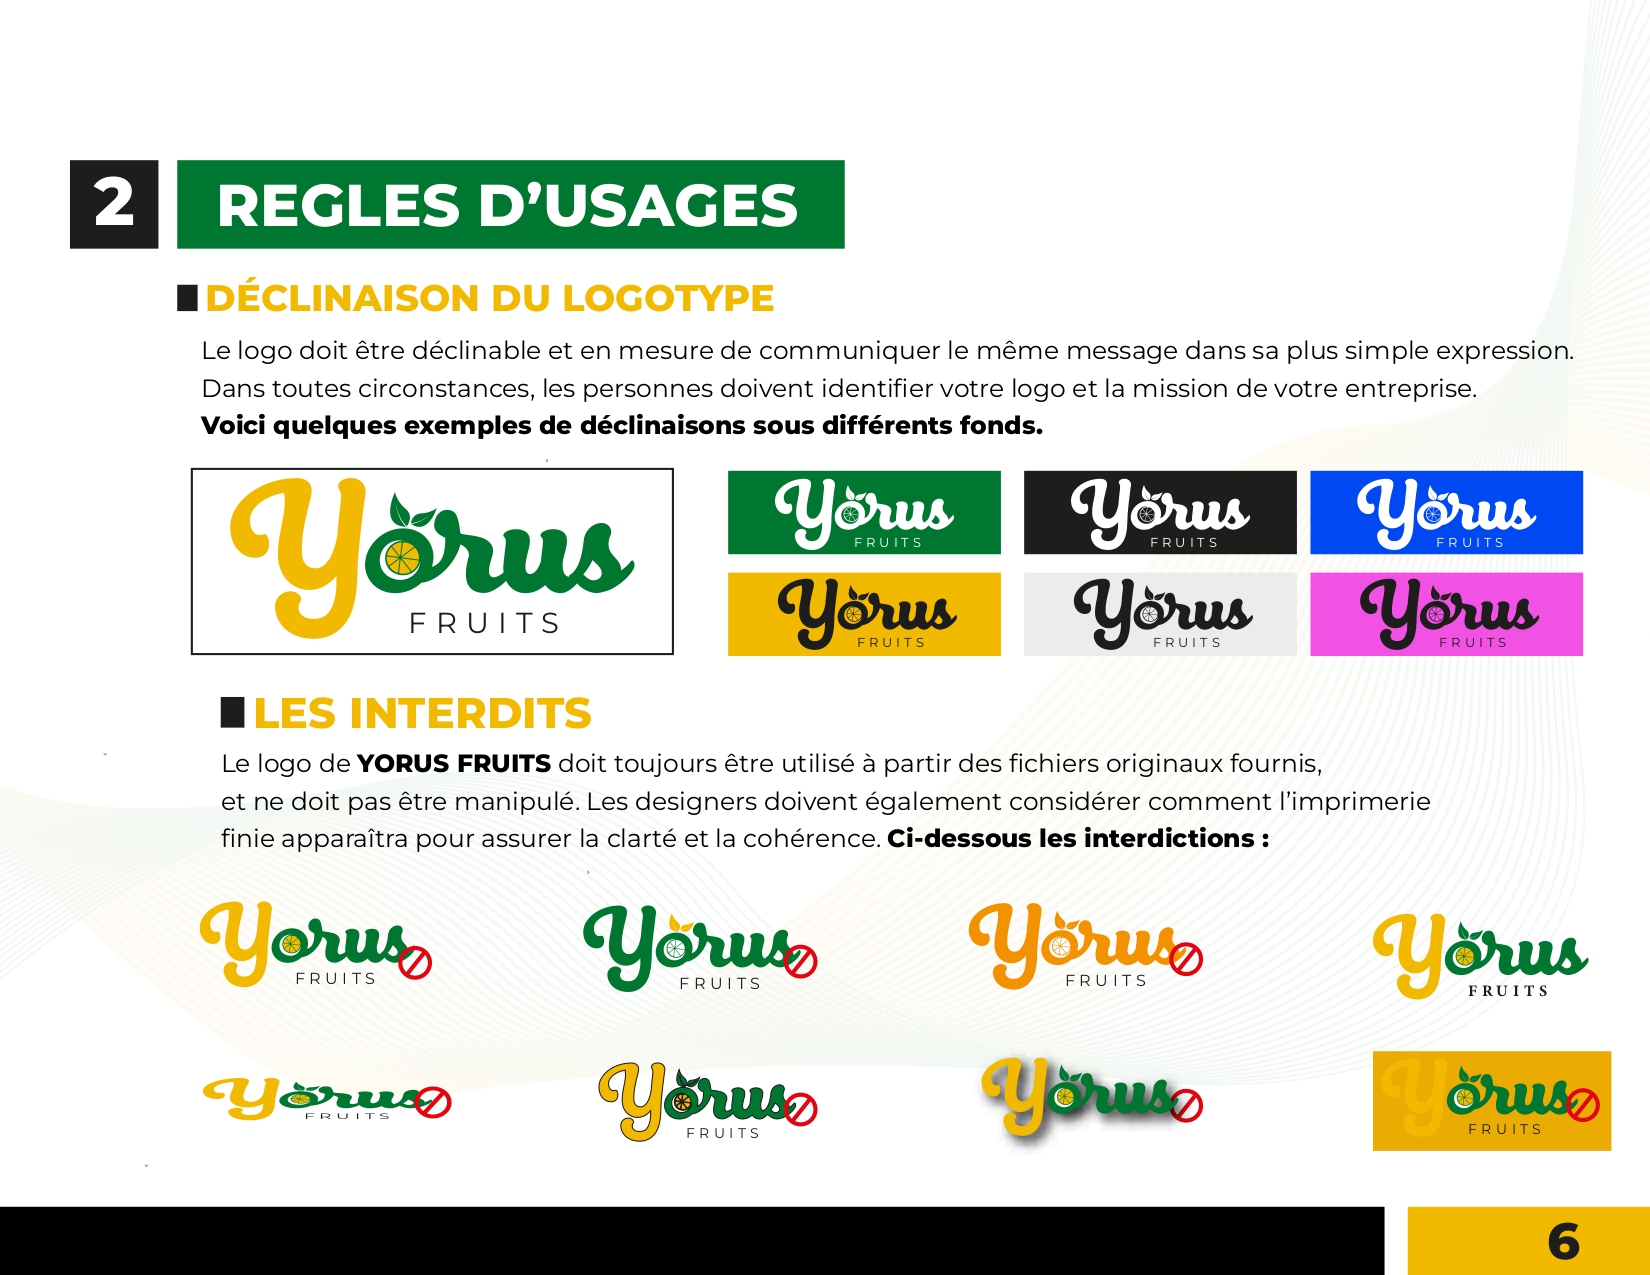 2
REGLES D’USAGES
DÉCLINAISON DU LOGOTYPE
Le logo doit être déclinable et en mesure de communiquer le même message dans sa plus simple expression.
Dans toutes circonstances, les personnes doivent identifier votre logo et la mission de votre entreprise.
Voici quelques exemples de déclinaisons sous différents fonds.
Yorus
FRUITS
Yorus
FRUITS
Yorus
FRUITS
Yorus
FRUITS
Yorus
FRUITS
Yorus
FRUITS
Yorus
FRUITS
LES INTERDITS
Le logo de YORUS FRUITS doit toujours être utilisé à partir des fichiers originaux fournis,
et ne doit pas être manipulé. Les designers doivent également considérer comment l’imprimerie
finie apparaîtra pour assurer la clarté et la cohérence. Ci-dessous les interdictions :
Yorus
FRUITS
Yorus
FRUITS
Yorus
FRUITS
Yorus
FRUITS
Yorus
FRUITS
Yorus
FRUITS
Yorus
Yorus
FRUITS
6